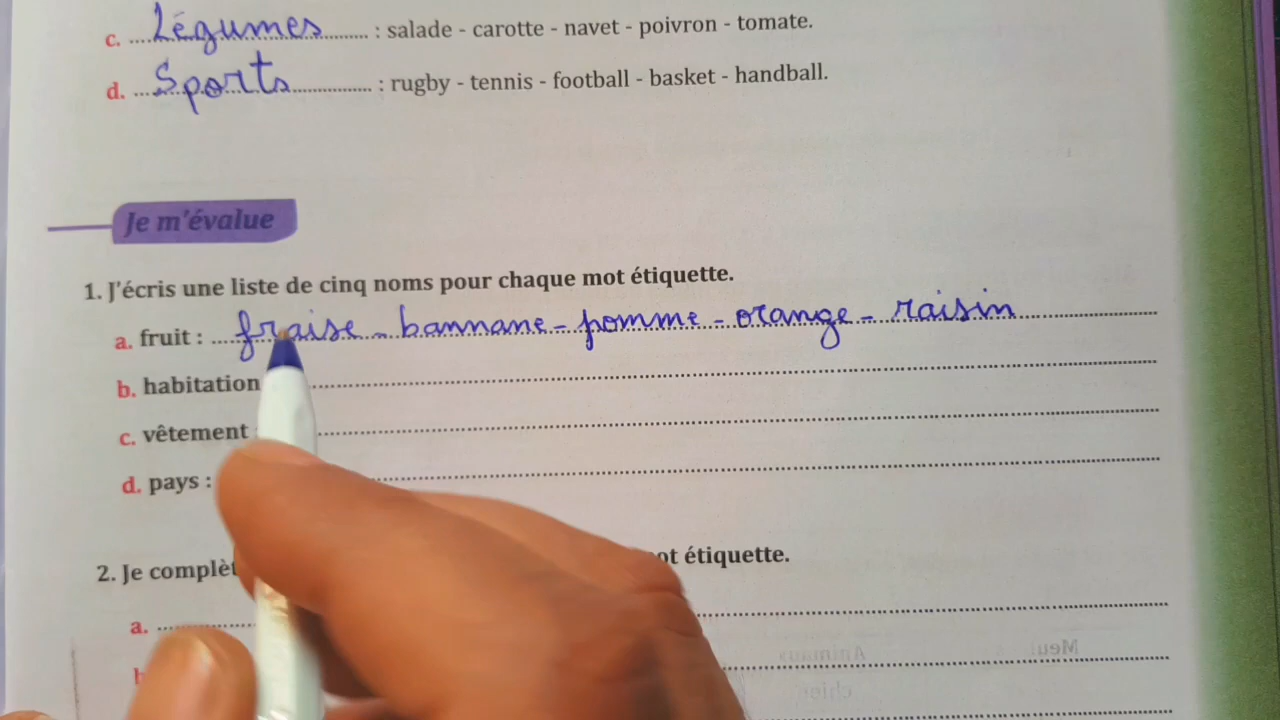 c. Légumes : salade - carotte - navet - poivron - tomate.
d. Sports : rugby - tennis - football - basket - handball.
Je m'évalue
1. J'écris une liste de cinq noms pour chaque mot étiquette.
a. fruit : fraise - bannane - pomme - orange - raisin
b. habitation
c. vêtement
d. pays :
2. Je complèt étiquette.
a.